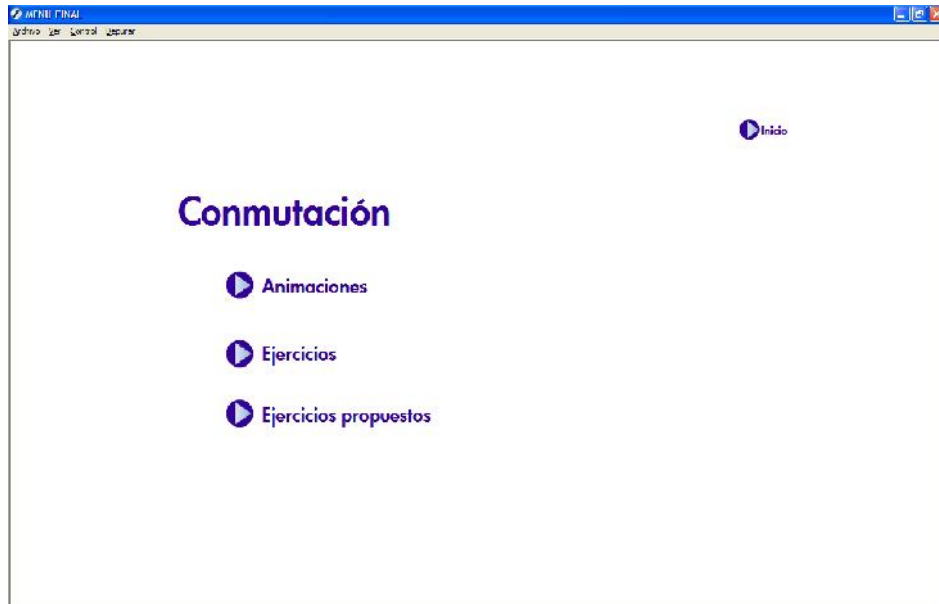 MENU FINAL
Archivo Ver Control Depurar
Inicio
Conmutación
Animaciones
Ejercicios
Ejercicios propuestos